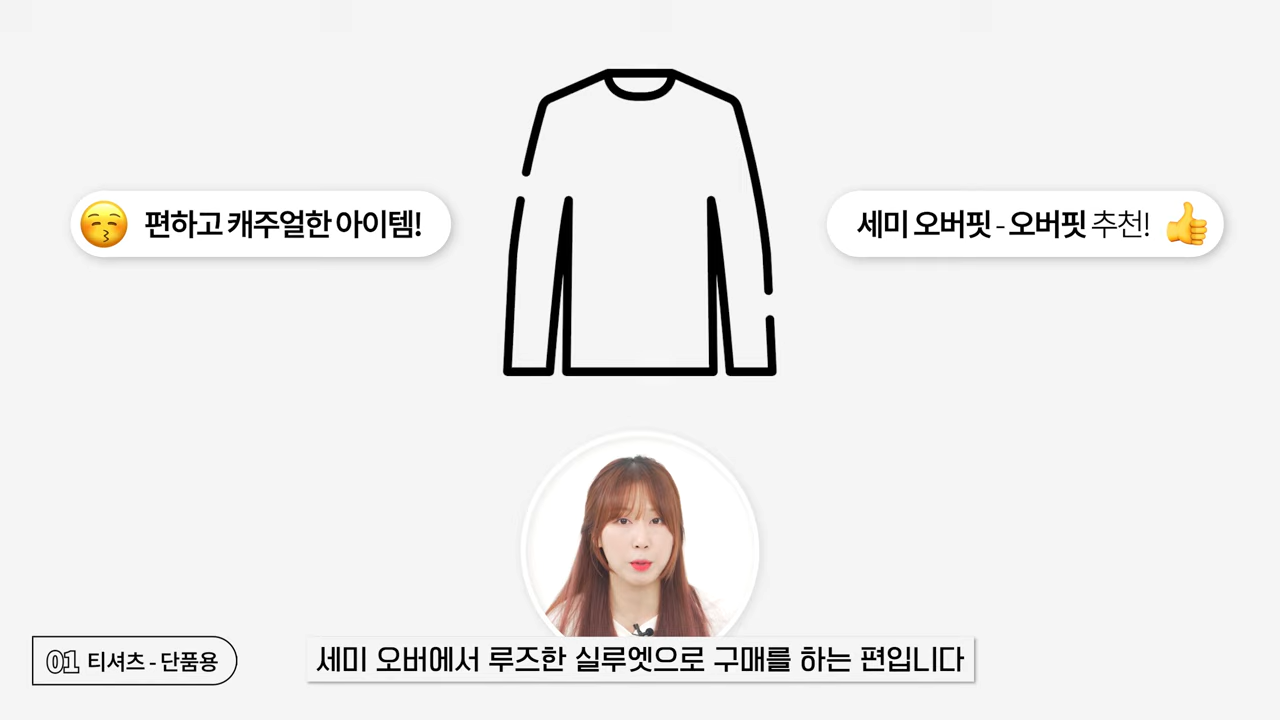 편하고 캐주얼한 아이템!
세미 오버핏 - 오버핏 추천!
01 티셔츠 - 단품용
세미 오버에서 루즈한 실루엣으로 구매를 하는 편입니다